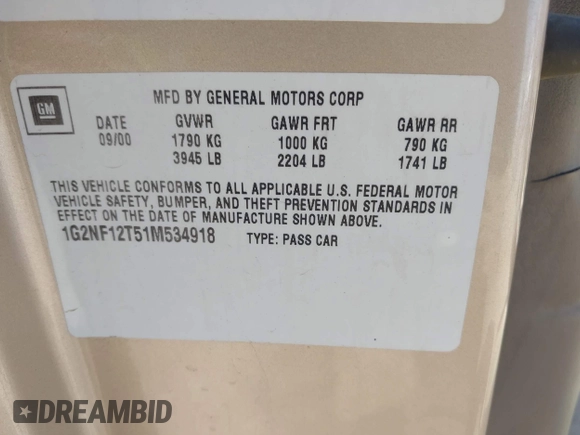 GM
MFD BY GENERAL MOTORS CORP
DATE GVWR GAWR FRT GAWR RR
09/00 1790 KG 1000 KG 790 KG
3945 LB 2204 LB 1741 LB
THIS VEHICLE CONFORMS TO ALL APPLICABLE U.S. FEDERAL MOTOR
VEHICLE SAFETY, BUMPER, AND THEFT PREVENTION STANDARDS IN
EFFECT ON THE DATE OF MANUFACTURE SHOWN ABOVE.
1G2NF12T51M534918 TYPE: PASS CAR
DREAMBID